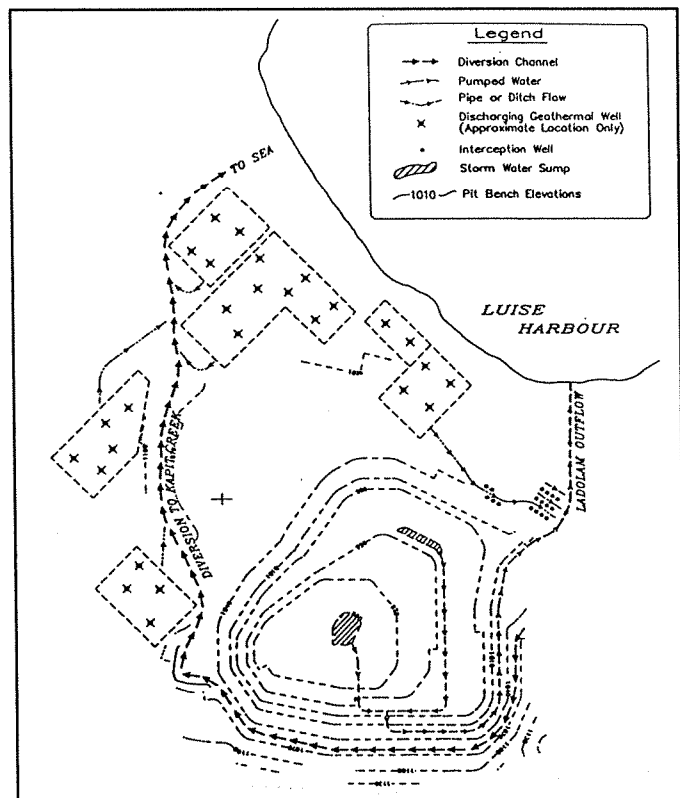 Legend
Diversion Channel
Pumped Water
Pipe or Ditch Flow
Discharging Geothermal Well
(Approximate Location Only)
Interception Well
Storm Water Sump
1010 Pit Bench Elevations
TO SEA
LUISE
HARBOUR
DIVERSION TO KAPIT CREEK
LADOLAM OUTFLOW